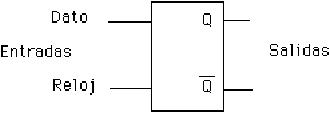 Dato Q
Entradas Salidas
Reloj Q̅